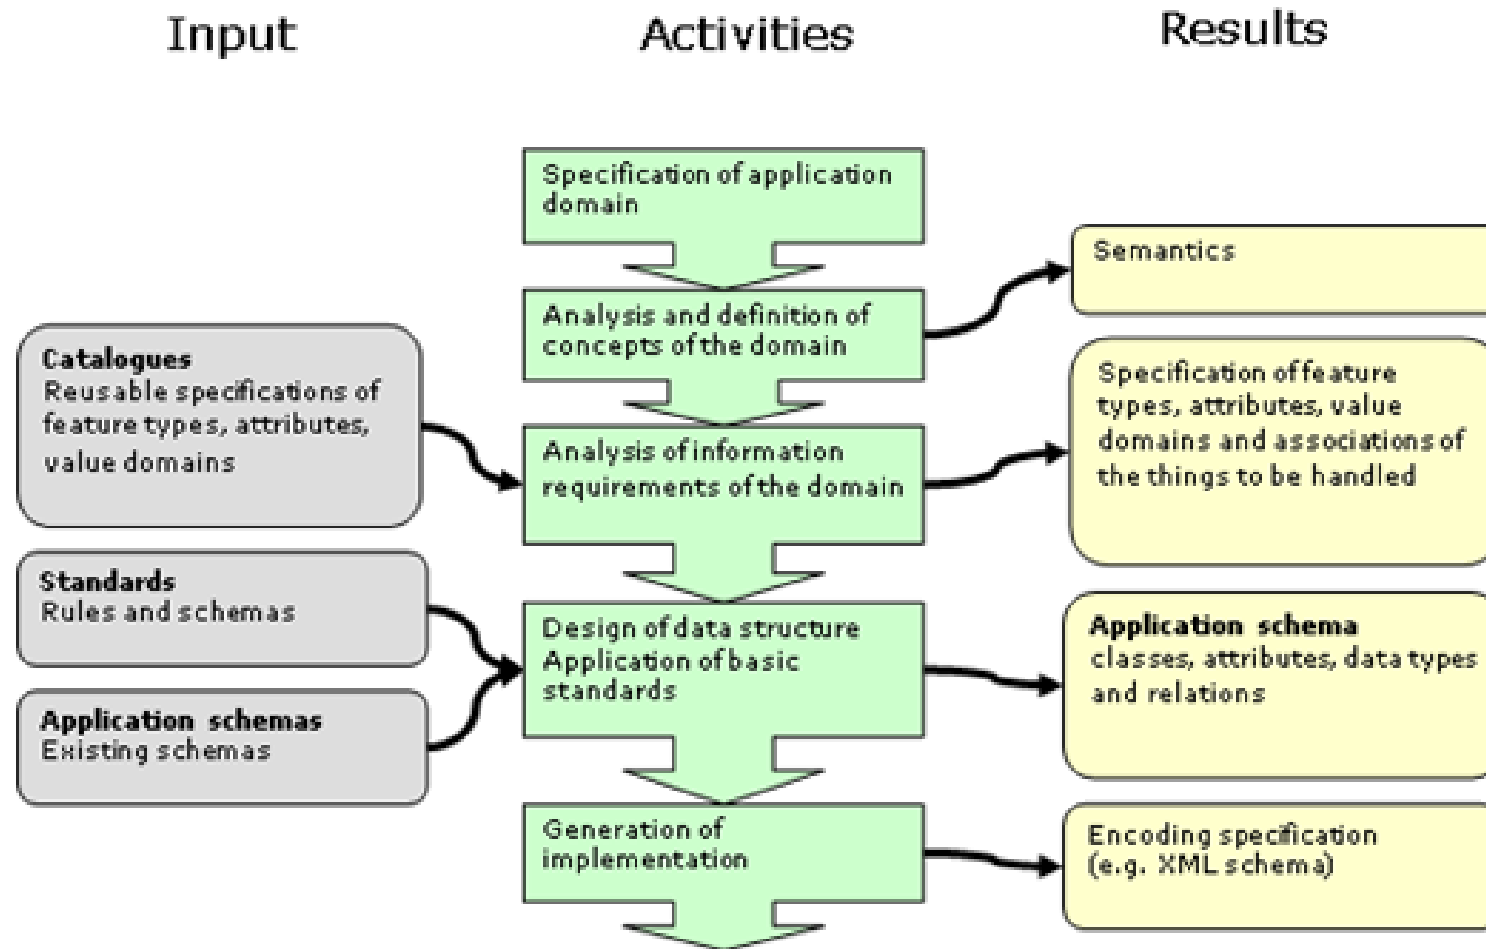 Input
Activities
Results
Specification of application
domain
Semantics
Analysis and definition of
concepts of the domain
Catalogues
Reusable specifications of
feature types, attributes,
value domains
Specification of feature
types, attributes, value
domains and associations of
the things to be handled
Analysis of information
requirements of the domain
Standards
Rules and schemas
Design of data structure
Application of basic
standards
Application schema
classes, attributes, data types
and relations
Application schemas
Existing schemas
Generation of
implementation
Encoding specification
(e.g. XML schema)